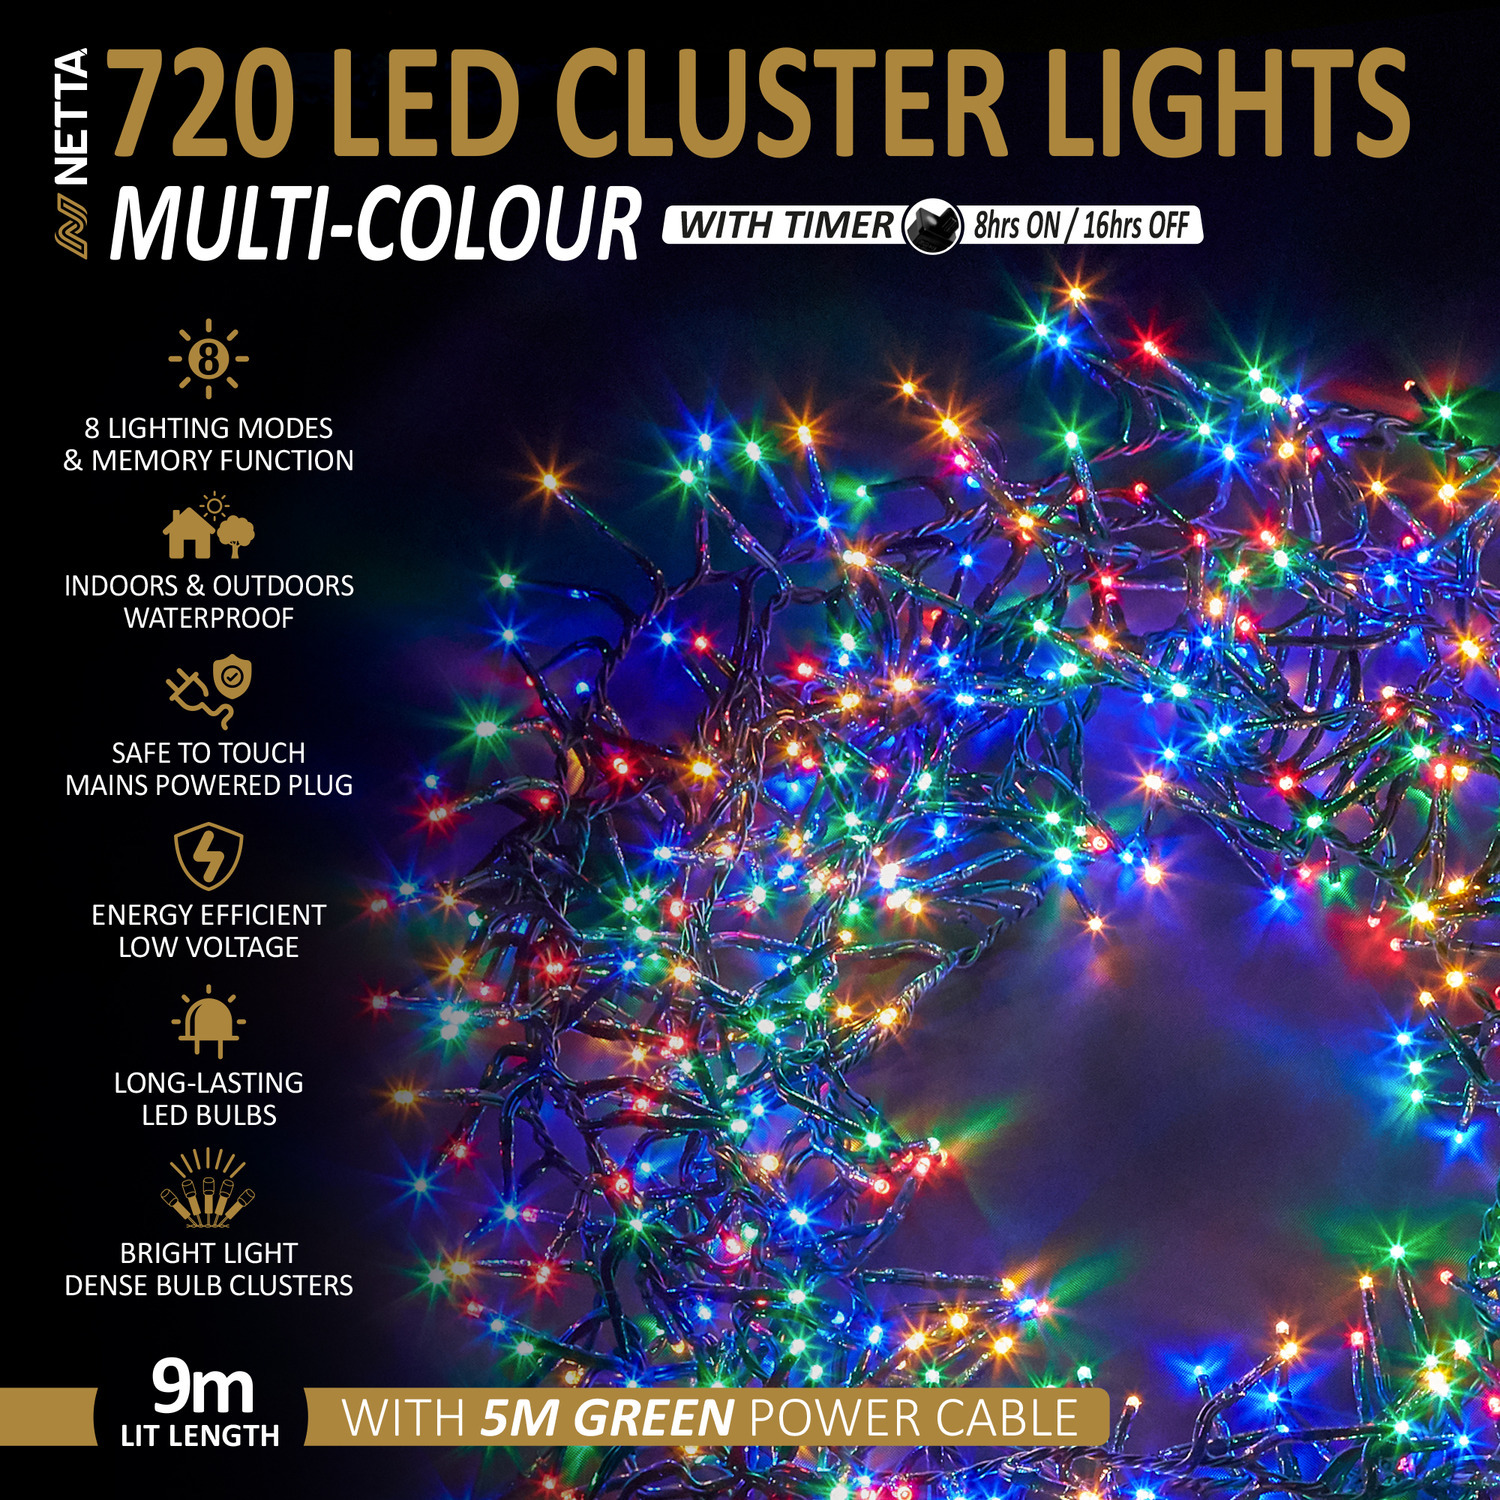 NETTA
720 LED CLUSTER LIGHTS
MULTI-COLOUR
WITH TIMER 8hrs ON / 16hrs OFF
8
8 LIGHTING MODES
& MEMORY FUNCTION
INDOORS & OUTDOORS
WATERPROOF
SAFE TO TOUCH
MAINS POWERED PLUG
ENERGY EFFICIENT
LOW VOLTAGE
LONG-LASTING
LED BULBS
BRIGHT LIGHT
DENSE BULB CLUSTERS
9m
LIT LENGTH
WITH 5M GREEN POWER CABLE